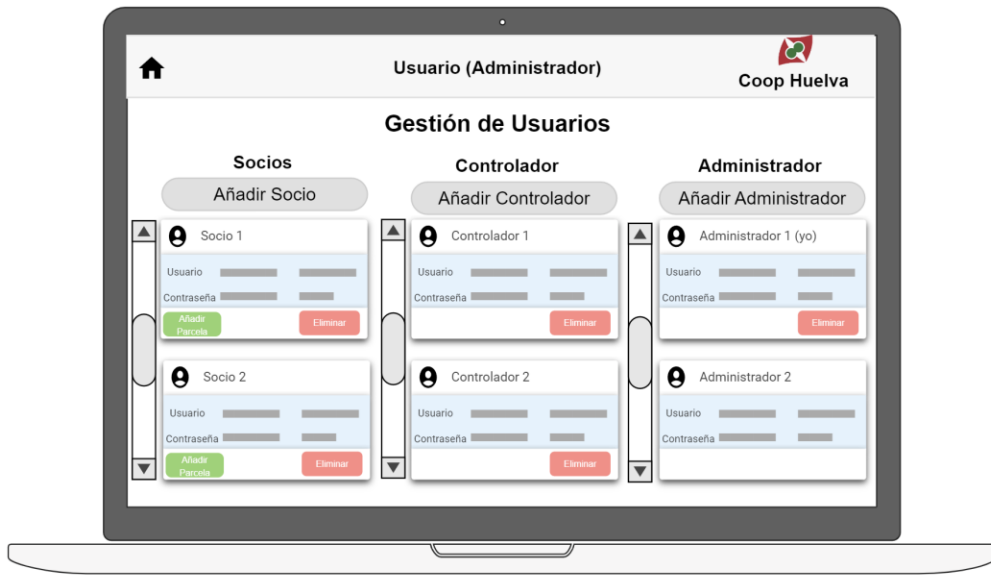 Usuario (Administrador)
Coop Huelva
Gestión de Usuarios
Socios
Controlador
Administrador
Añadir Socio
Añadir Controlador
Añadir Administrador
Socio 1
Usuario
Contraseña
Añadir
Parcela
Eliminar
Socio 2
Usuario
Contraseña
Añadir
Parcela
Eliminar
Controlador 1
Usuario
Contraseña
Eliminar
Controlador 2
Usuario
Contraseña
Eliminar
Administrador 1 (yo)
Usuario
Contraseña
Eliminar
Administrador 2
Usuario
Contraseña